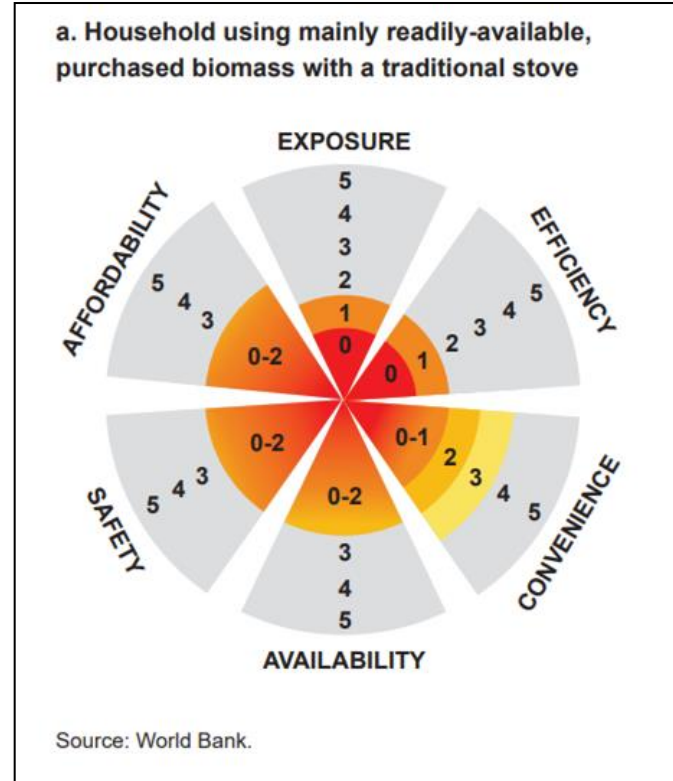 a. Household using mainly readily-available,
purchased biomass with a traditional stove
EXPOSURE
5
4
3
2
1
0
EFFICIENCY
0 1 2 3 4 5
CONVENIENCE
0-1 2 3 4 5
AVAILABILITY
0-2
3
4
5
SAFETY
5 4 3 0-2
AFFORDABILITY
5 4 3 0-2
Source: World Bank.